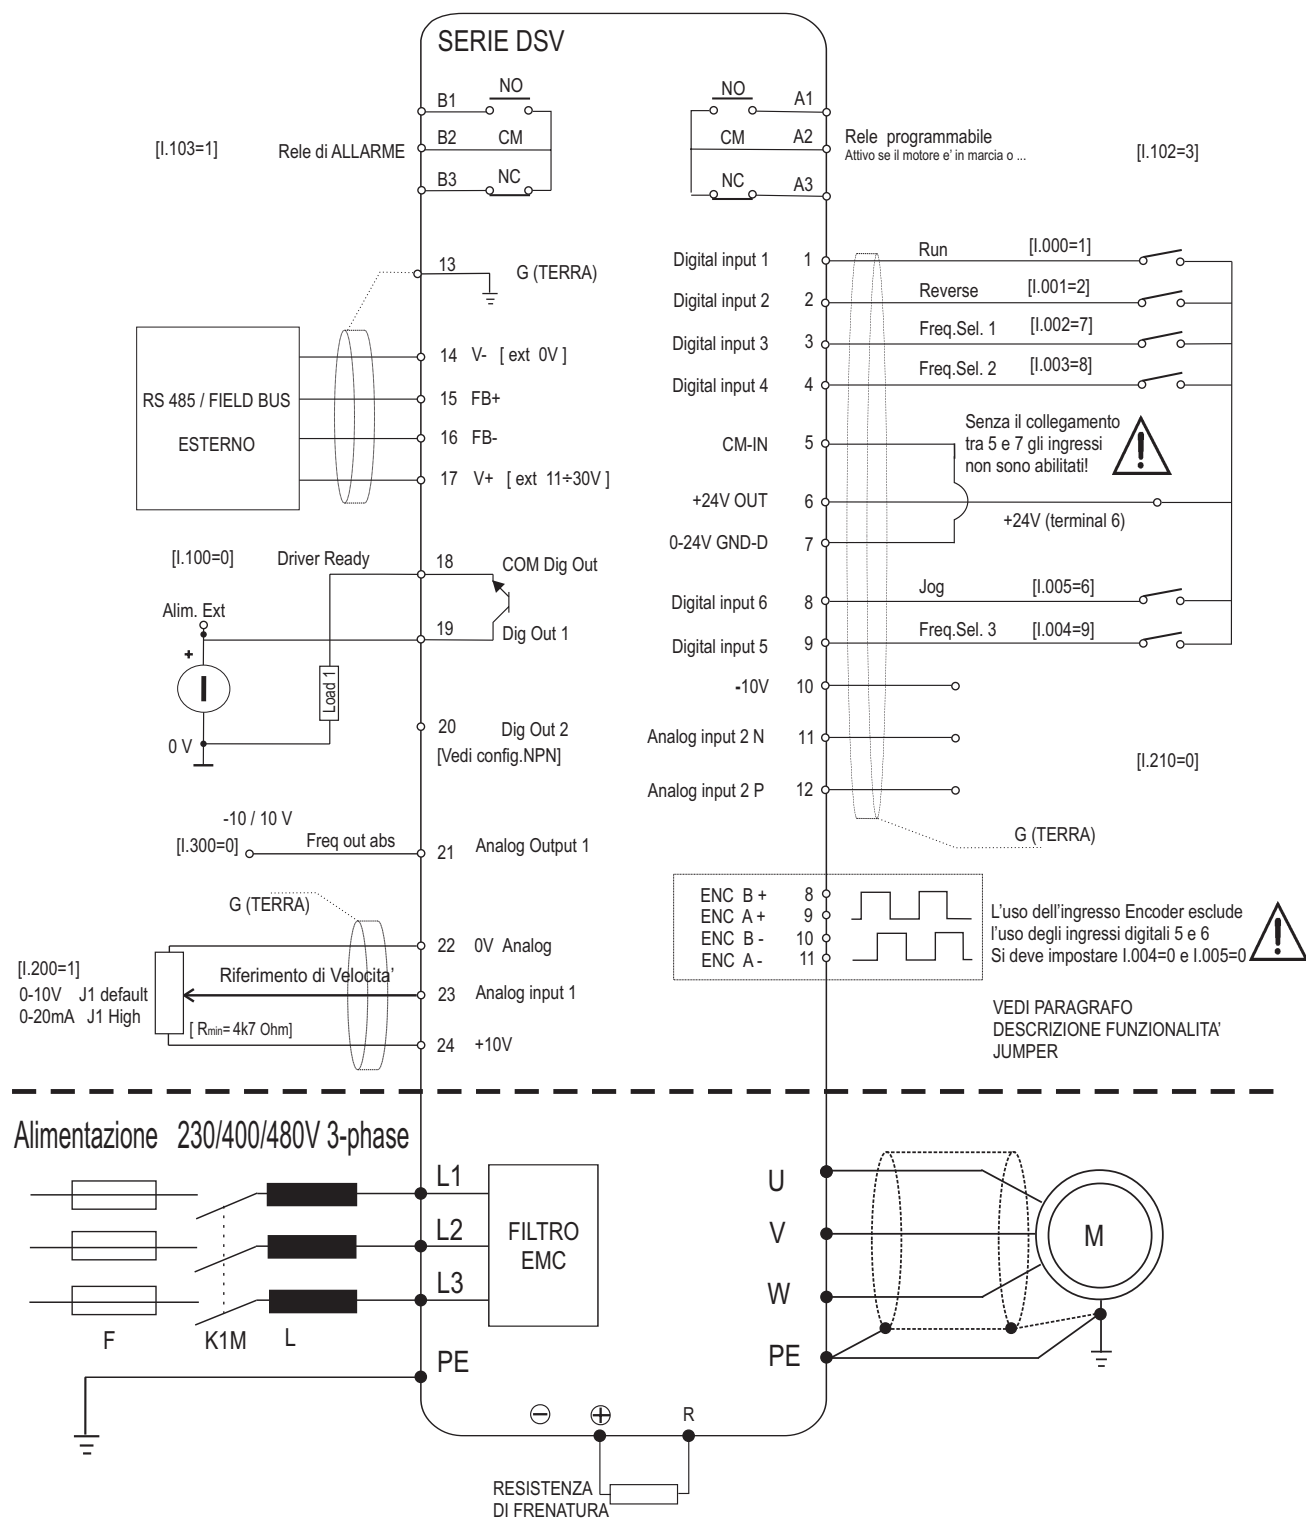 SERIE DSV
B1 NO
B2 CM
B3 NC
[I.103=1] Rele di ALLARME
NO A1
CM A2
NC A3
Rele programmabile
Attivo se il motore e' in marcia o ...
[I.102=3]
13 G (TERRA)
RS 485 / FIELD BUS
ESTERNO
14 V- [ ext 0V ]
15 FB+
16 FB-
17 V+ [ ext 11÷30V ]
Digital input 1 1 Run [I.000=1]
Digital input 2 2 Reverse [I.001=2]
Digital input 3 3 Freq.Sel. 1 [I.002=7]
Digital input 4 4 Freq.Sel. 2 [I.003=8]
CM-IN 5
Senza il collegamento
tra 5 e 7 gli ingressi
non sono abilitati!
+24V OUT 6
+24V (terminal 6)
0-24V GND-D 7
Digital input 6 8 Jog [I.005=6]
Digital input 5 9 Freq.Sel. 3 [I.004=9]
-10V 10
Analog input 2 N 11
Analog input 2 P 12
[I.210=0]
G (TERRA)
[I.100=0] Driver Ready 18 COM Dig Out
Alim. Ext
19 Dig Out 1
+
Load 1
0 V
20 Dig Out 2
[Vedi config.NPN]
-10 / 10 V
[I.300=0] Freq out abs 21 Analog Output 1
G (TERRA)
22 0V Analog
[I.200=1]
0-10V J1 default
0-20mA J1 High
Riferimento di Velocita'
23 Analog input 1
[ Rmin= 4k7 Ohm]
24 +10V
ENC B + 8
ENC A + 9
ENC B - 10
ENC A - 11
L'uso dell'ingresso Encoder esclude
l'uso degli ingressi digitali 5 e 6
Si deve impostare I.004=0 e I.005=0
VEDI PARAGRAFO
DESCRIZIONE FUNZIONALITA'
JUMPER
Alimentazione 230/400/480V 3-phase
L1
L2
L3
FILTRO
EMC
F K1M L
PE
U
V
W
PE
M
- + R
RESISTENZA
DI FRENATURA